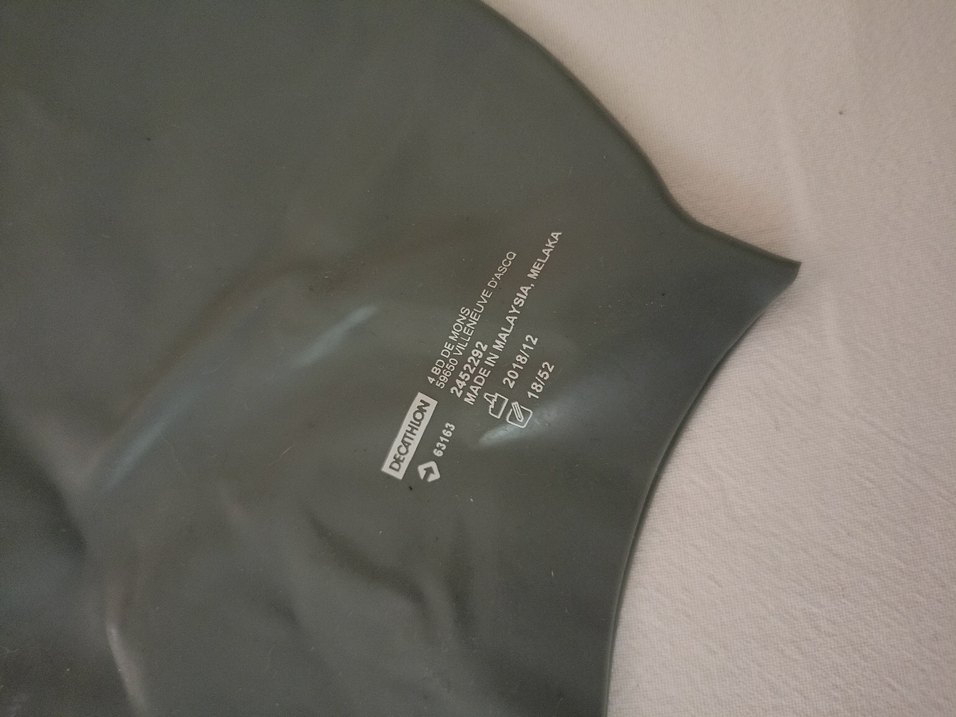 DECATHLON
4 BD DE MONS
59650 VILLENEUVE D'ASCQ
63163
2452292
MADE IN MALAYSIA, MELAKA
2018/12
18/52